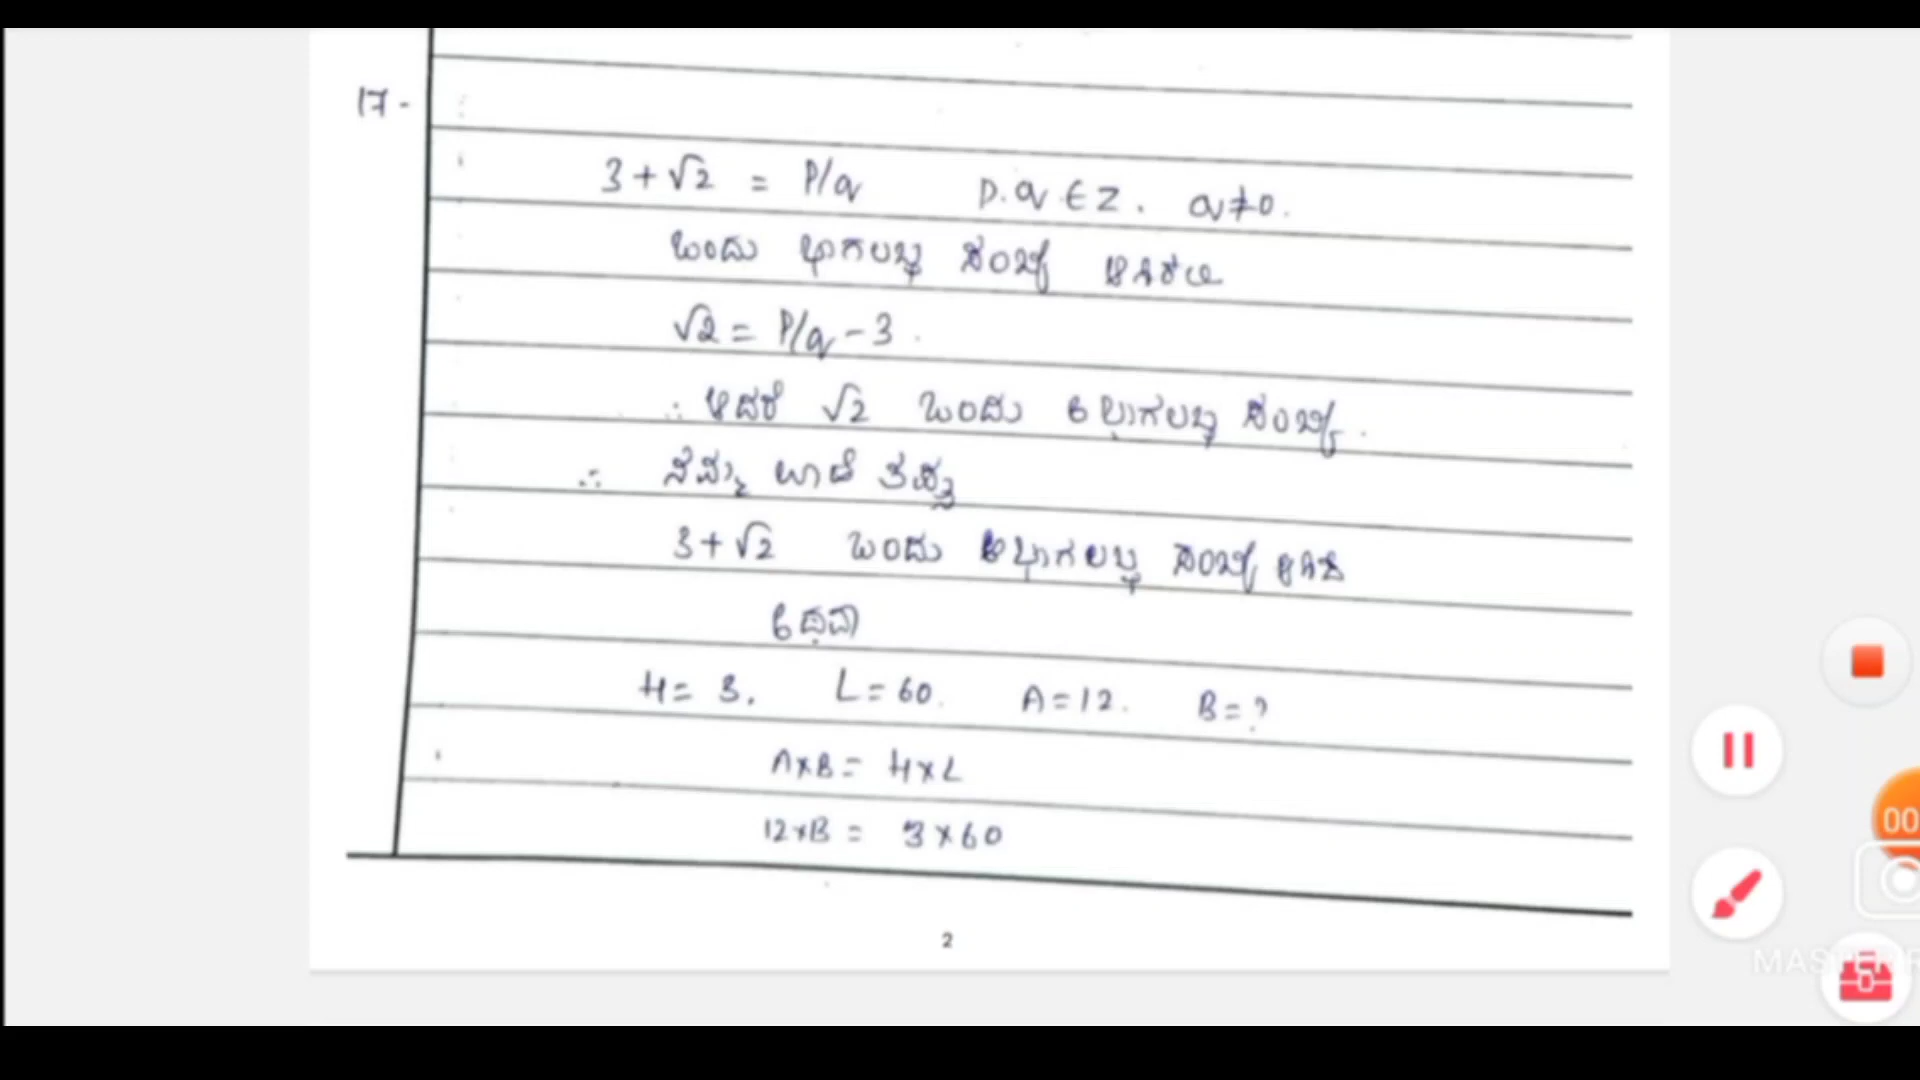 17 -
3 + √2 = P/q P. q ∈ Z. q ≠ 0.
ಒಂದು ಭಾಗಲಬ್ಧ ಸಂಖ್ಯೆ ಆಗಿರಲಿ
√2 = P/q - 3.
∴ ಆದರೆ √2 ಒಂದು ಅಭಾಗಲಬ್ಧ ಸಂಖ್ಯೆ.
∴ ನಮ್ಮ ಊಹೆ ತಪ್ಪು
3 + √2 ಒಂದು ಅಭಾಗಲಬ್ಧ ಸಂಖ್ಯೆ ಆಗಿದೆ
ಅಥವಾ
H = 3. L = 60. A = 12. B = ?
A×B = H×L
12×B = 3×60
2
00